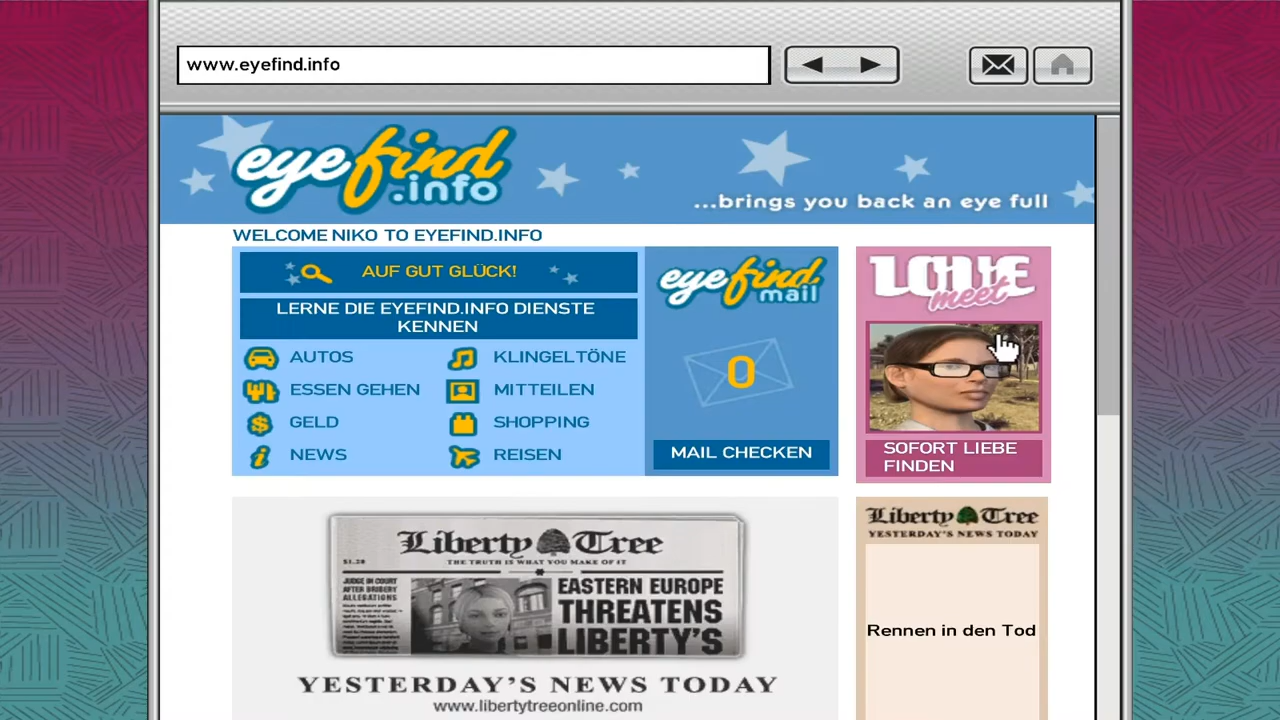 www.eyefind.info
eyefind
.info
...brings you back an eye full
WELCOME NIKO TO EYEFIND.INFO
AUF GUT GLÜCK!
LERNE DIE EYEFIND.INFO DIENSTE
KENNEN
AUTOS
KLINGELTÖNE
ESSEN GEHEN
MITTEILEN
GELD
SHOPPING
NEWS
REISEN
eyefind
mail
0
MAIL CHECKEN
LOVE
meet
SOFORT LIEBE
FINDEN
Liberty Tree
THE TRUTH IS WHAT YOU MAKE OF IT
JUDGE IN COURT
AFTER BRIBERY
ALLEGATIONS
EASTERN EUROPE
THREATENS
LIBERTY'S
YESTERDAY'S NEWS TODAY
www.libertytreeonline.com
Liberty Tree
YESTERDAY'S NEWS TODAY
Rennen in den Tod